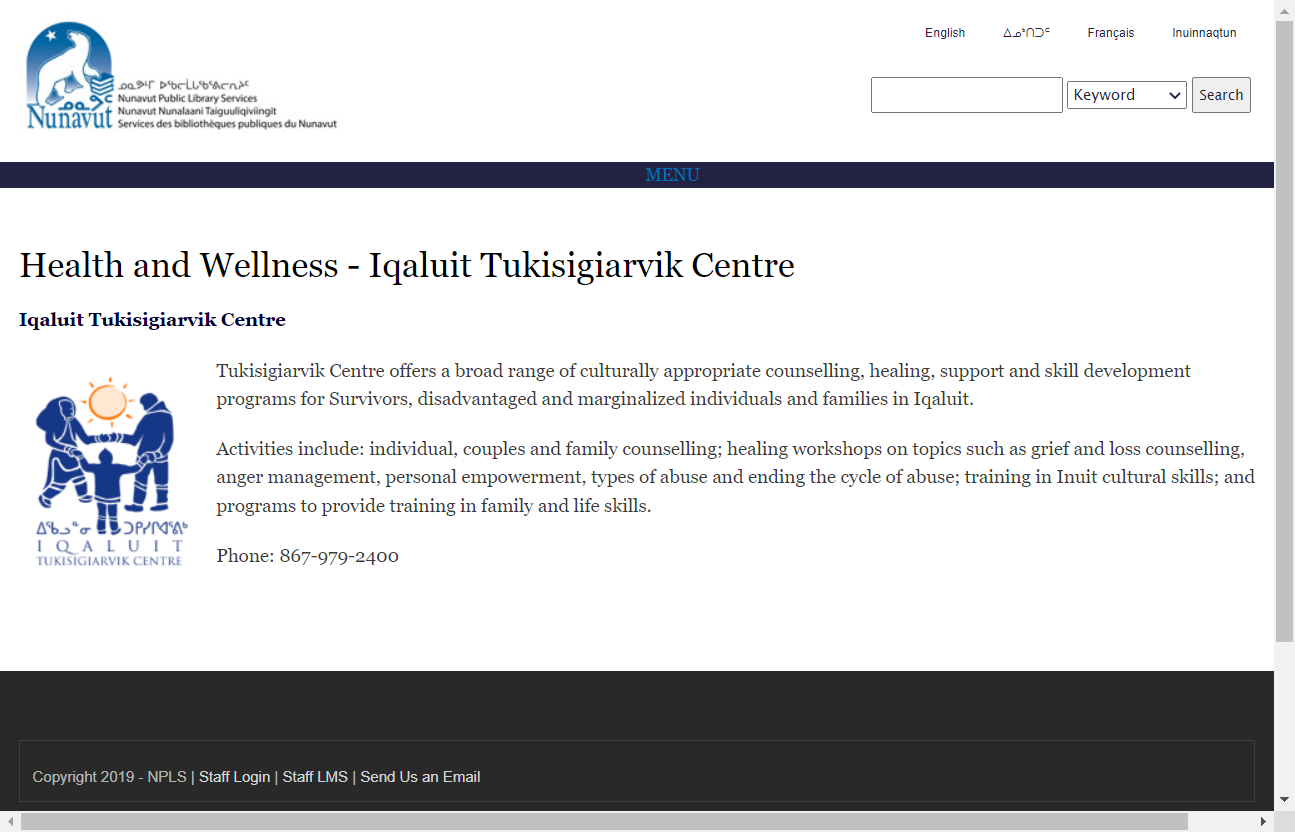 English ᐃᓄᒃᑎᑐᑦ Français Inuinnaqtun
Nunavut
Nunavut Public Library Services
Nunavut Nunalaani Taiguuliqiviingit
Services des bibliothèques publiques du Nunavut
Keyword Search
MENU
Health and Wellness - Iqaluit Tukisigiarvik Centre
Iqaluit Tukisigiarvik Centre
Tukisigiarvik Centre offers a broad range of culturally appropriate counselling, healing, support and skill development
programs for Survivors, disadvantaged and marginalized individuals and families in Iqaluit.
Activities include: individual, couples and family counselling; healing workshops on topics such as grief and loss counselling,
anger management, personal empowerment, types of abuse and ending the cycle of abuse; training in Inuit cultural skills; and
programs to provide training in family and life skills.
Phone: 867-979-2400
IQALUIT
TUKISIGIARVIK CENTRE
Copyright 2019 - NPLS | Staff Login | Staff LMS | Send Us an Email